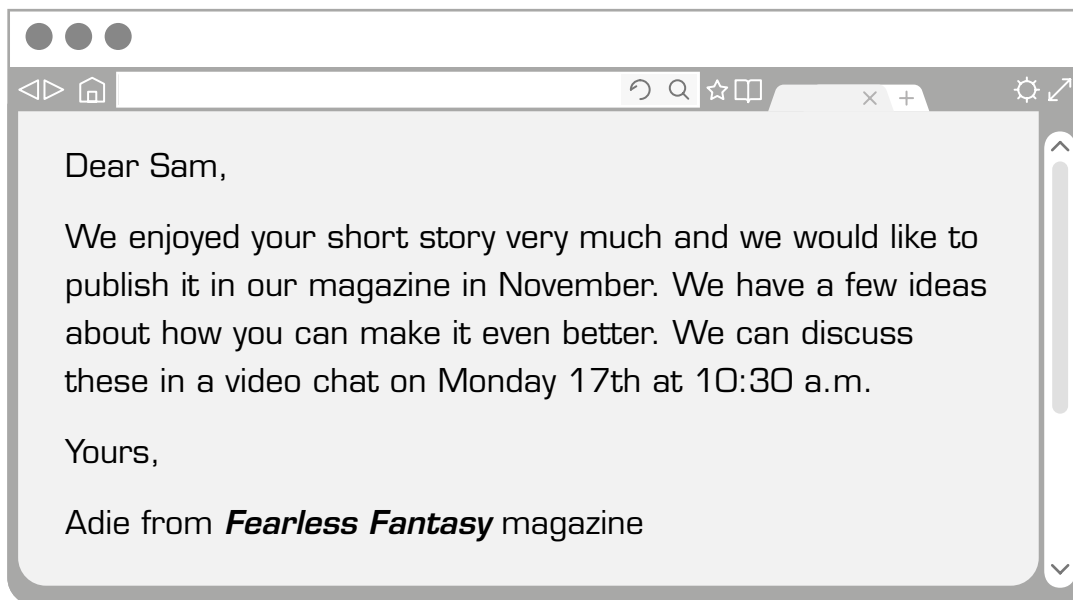 Dear Sam,
We enjoyed your short story very much and we would like to
publish it in our magazine in November. We have a few ideas
about how you can make it even better. We can discuss
these in a video chat on Monday 17th at 10:30 a.m.
Yours,
Adie from Fearless Fantasy magazine